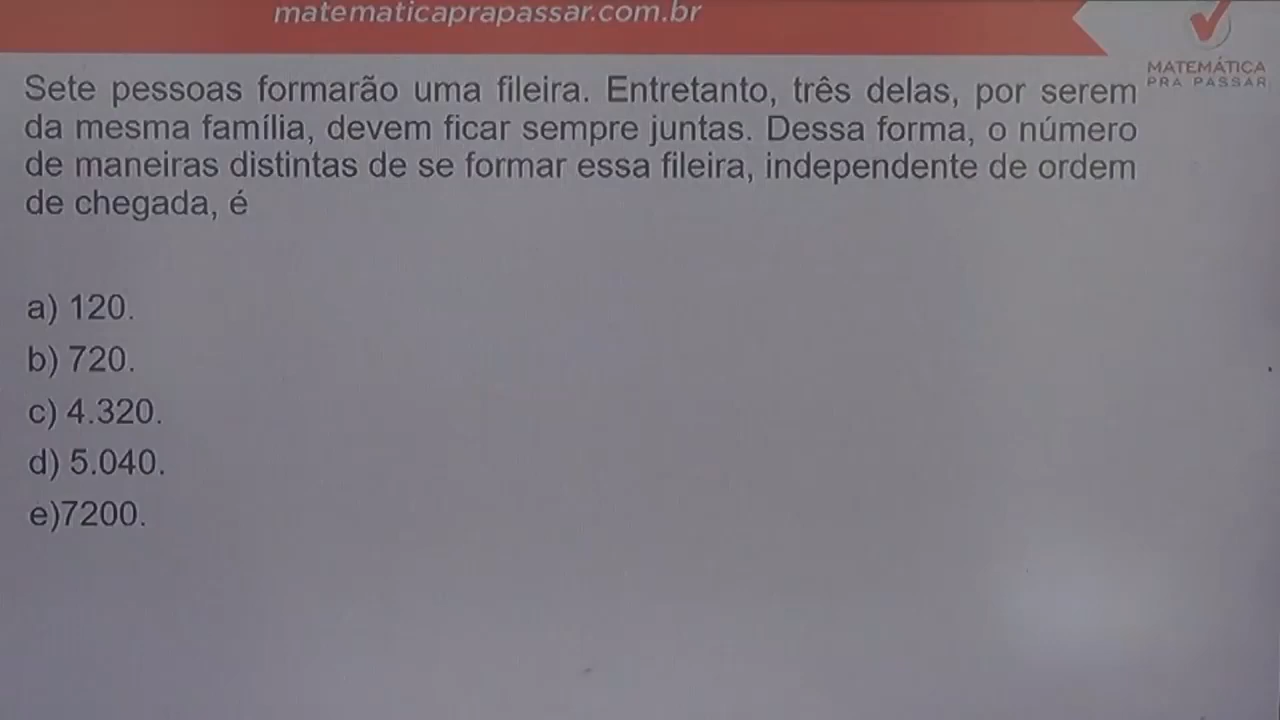 matematicaprapassar.com.br
MATEMÁTICA
PRA PASSAR
Sete pessoas formarão uma fileira. Entretanto, três delas, por serem
da mesma família, devem ficar sempre juntas. Dessa forma, o número
de maneiras distintas de se formar essa fileira, independente de ordem
de chegada, é
a) 120.
b) 720.
c) 4.320.
d) 5.040.
e)7200.